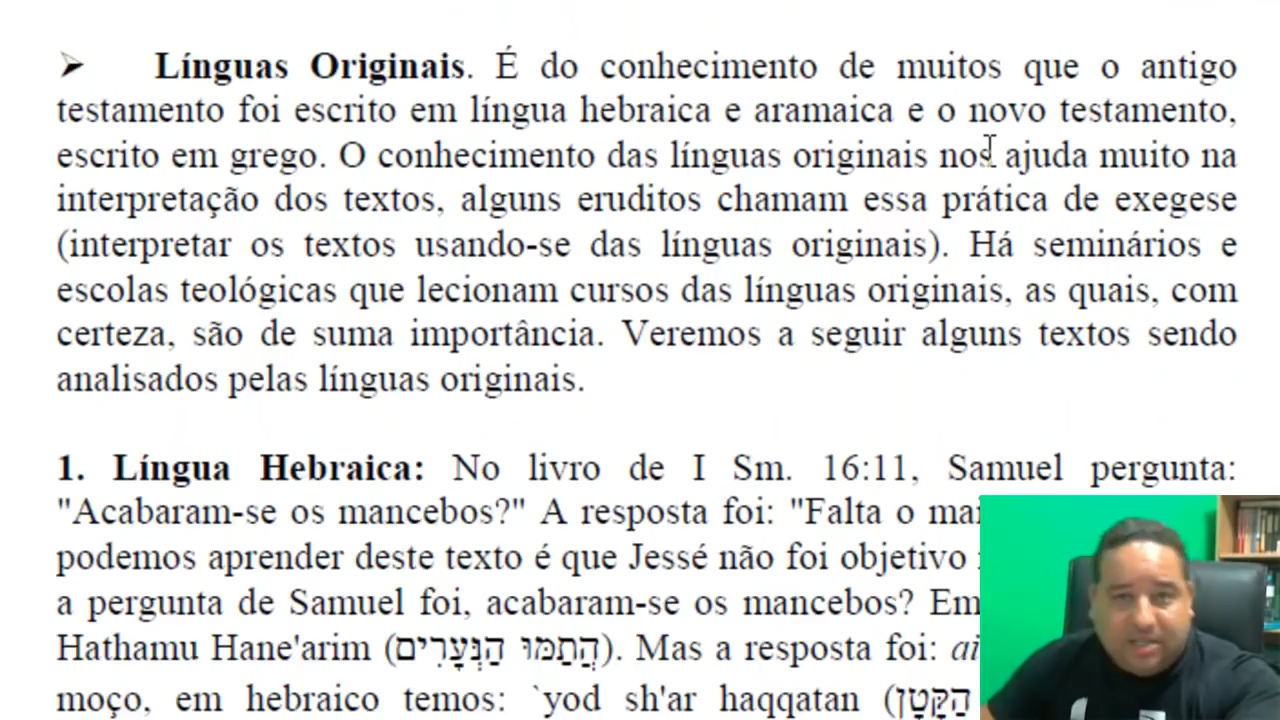 ➢ Línguas Originais. É do conhecimento de muitos que o antigo
testamento foi escrito em língua hebraica e aramaica e o novo testamento,
escrito em grego. O conhecimento das línguas originais nos ajuda muito na
interpretação dos textos, alguns eruditos chamam essa prática de exegese
(interpretar os textos usando-se das línguas originais). Há seminários e
escolas teológicas que lecionam cursos das línguas originais, as quais, com
certeza, são de suma importância. Veremos a seguir alguns textos sendo
analisados pelas línguas originais.
1. Língua Hebraica: No livro de I Sm. 16:11, Samuel pergunta:
"Acabaram-se os mancebos?" A resposta foi: "Falta o mai
podemos aprender deste texto é que Jessé não foi objetivo
a pergunta de Samuel foi, acabaram-se os mancebos? Em
Hathamu Hane'arim (הֲתַמּוּ הַנְּעָרִים). Mas a resposta foi: ai
moço, em hebraico temos: `yod sh'ar haqqatan (הַקָּטָן